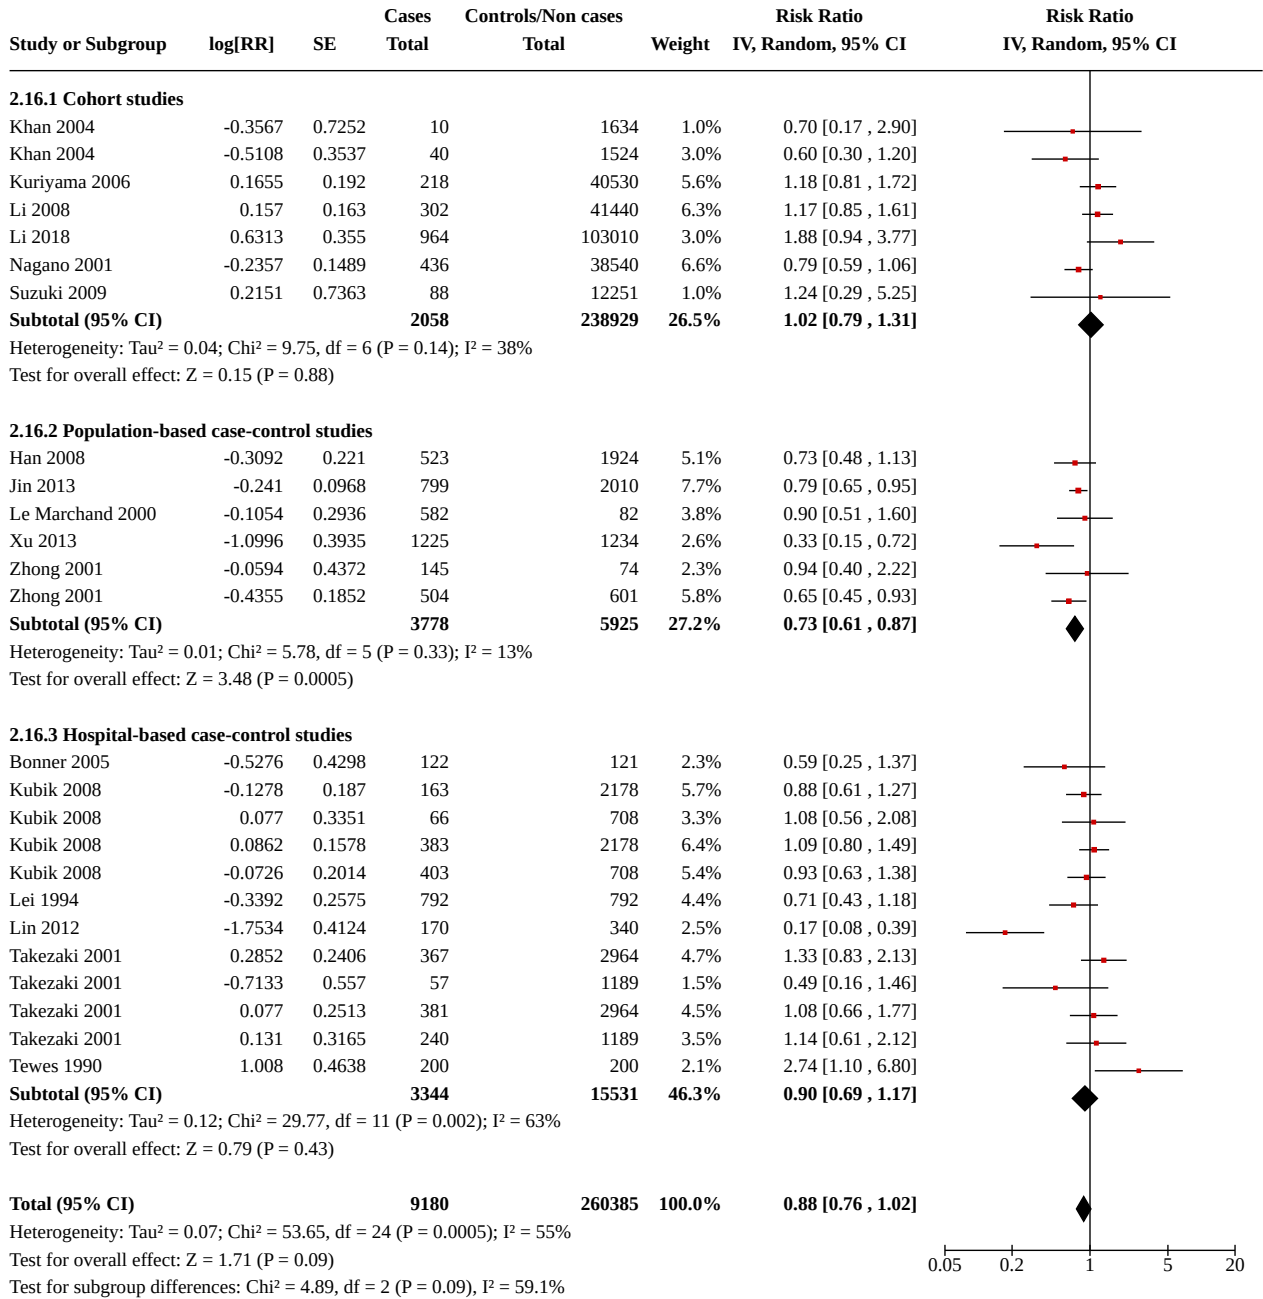 Cases Controls/Non cases Risk Ratio Risk Ratio
Study or Subgroup log[RR] SE Total Total Weight IV, Random, 95% CI IV, Random, 95% CI
2.16.1 Cohort studies
Khan 2004 -0.3567 0.7252 10 1634 1.0% 0.70 [0.17 , 2.90]
Khan 2004 -0.5108 0.3537 40 1524 3.0% 0.60 [0.30 , 1.20]
Kuriyama 2006 0.1655 0.192 218 40530 5.6% 1.18 [0.81 , 1.72]
Li 2008 0.157 0.163 302 41440 6.3% 1.17 [0.85 , 1.61]
Li 2018 0.6313 0.355 964 103010 3.0% 1.88 [0.94 , 3.77]
Nagano 2001 -0.2357 0.1489 436 38540 6.6% 0.79 [0.59 , 1.06]
Suzuki 2009 0.2151 0.7363 88 12251 1.0% 1.24 [0.29 , 5.25]
Subtotal (95% CI) 2058 238929 26.5% 1.02 [0.79 , 1.31]
Heterogeneity: Tau² = 0.04; Chi² = 9.75, df = 6 (P = 0.14); I² = 38%
Test for overall effect: Z = 0.15 (P = 0.88)
2.16.2 Population-based case-control studies
Han 2008 -0.3092 0.221 523 1924 5.1% 0.73 [0.48 , 1.13]
Jin 2013 -0.241 0.0968 799 2010 7.7% 0.79 [0.65 , 0.95]
Le Marchand 2000 -0.1054 0.2936 582 82 3.8% 0.90 [0.51 , 1.60]
Xu 2013 -1.0996 0.3935 1225 1234 2.6% 0.33 [0.15 , 0.72]
Zhong 2001 -0.0594 0.4372 145 74 2.3% 0.94 [0.40 , 2.22]
Zhong 2001 -0.4355 0.1852 504 601 5.8% 0.65 [0.45 , 0.93]
Subtotal (95% CI) 3778 5925 27.2% 0.73 [0.61 , 0.87]
Heterogeneity: Tau² = 0.01; Chi² = 5.78, df = 5 (P = 0.33); I² = 13%
Test for overall effect: Z = 3.48 (P = 0.0005)
2.16.3 Hospital-based case-control studies
Bonner 2005 -0.5276 0.4298 122 121 2.3% 0.59 [0.25 , 1.37]
Kubik 2008 -0.1278 0.187 163 2178 5.7% 0.88 [0.61 , 1.27]
Kubik 2008 0.077 0.3351 66 708 3.3% 1.08 [0.56 , 2.08]
Kubik 2008 0.0862 0.1578 383 2178 6.4% 1.09 [0.80 , 1.49]
Kubik 2008 -0.0726 0.2014 403 708 5.4% 0.93 [0.63 , 1.38]
Lei 1994 -0.3392 0.2575 792 792 4.4% 0.71 [0.43 , 1.18]
Lin 2012 -1.7534 0.4124 170 340 2.5% 0.17 [0.08 , 0.39]
Takezaki 2001 0.2852 0.2406 367 2964 4.7% 1.33 [0.83 , 2.13]
Takezaki 2001 -0.7133 0.557 57 1189 1.5% 0.49 [0.16 , 1.46]
Takezaki 2001 0.077 0.2513 381 2964 4.5% 1.08 [0.66 , 1.77]
Takezaki 2001 0.131 0.3165 240 1189 3.5% 1.14 [0.61 , 2.12]
Tewes 1990 1.008 0.4638 200 200 2.1% 2.74 [1.10 , 6.80]
Subtotal (95% CI) 3344 15531 46.3% 0.90 [0.69 , 1.17]
Heterogeneity: Tau² = 0.12; Chi² = 29.77, df = 11 (P = 0.002); I² = 63%
Test for overall effect: Z = 0.79 (P = 0.43)
Total (95% CI) 9180 260385 100.0% 0.88 [0.76 , 1.02]
Heterogeneity: Tau² = 0.07; Chi² = 53.65, df = 24 (P = 0.0005); I² = 55%
Test for overall effect: Z = 1.71 (P = 0.09)
0.05 0.2 1 5 20
Test for subgroup differences: Chi² = 4.89, df = 2 (P = 0.09), I² = 59.1%